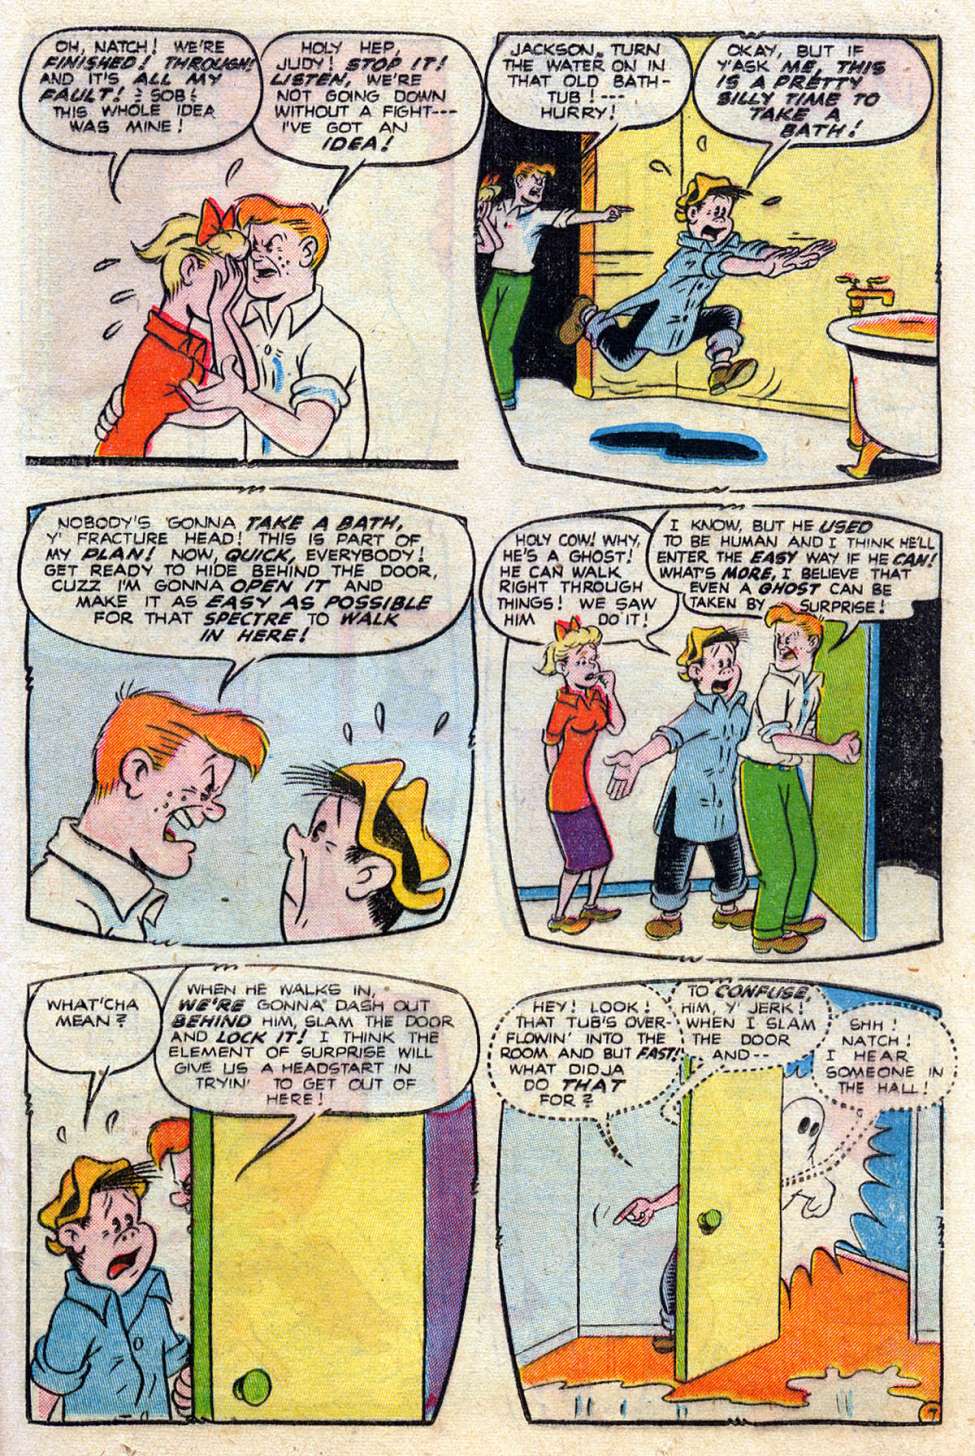 OH, NATCH! WE'RE
FINISHED! THROUGH!
AND IT'S ALL MY
FAULT! :SOB!
THIS WHOLE IDEA
WAS MINE!
HOLY HEP,
JUDY! STOP IT!
LISTEN, WE'RE
NOT GOING DOWN
WITHOUT A FIGHT---
I'VE GOT AN
IDEA!
JACKSON, TURN
THE WATER ON IN
THAT OLD BATH-
TUB!---
HURRY!
OKAY, BUT IF
Y'ASK ME, THIS
IS A PRETTY
SILLY TIME TO
TAKE A
BATH!
NOBODY'S 'GONNA TAKE A BATH,
Y' FRACTURE HEAD! THIS IS PART OF
MY PLAN! NOW, QUICK, EVERYBODY!
GET READY TO HIDE BEHIND THE DOOR,
CUZZ I'M GONNA OPEN IT AND
MAKE IT AS EASY AS POSSIBLE
FOR THAT SPECTRE TO WALK
IN HERE!
HOLY COW! WHY,
HE'S A GHOST!
HE CAN WALK
RIGHT THROUGH
THINGS! WE SAW
HIM DO IT!
I KNOW, BUT HE USED
TO BE HUMAN AND I THINK HE'LL
ENTER THE EASY WAY IF HE CAN!
WHAT'S MORE, I BELIEVE THAT
EVEN A GHOST CAN BE
TAKEN BY SURPRISE!
WHAT'CHA
MEAN?
WHEN HE WALKS IN,
WE'RE GONNA DASH OUT
BEHIND HIM, SLAM THE DOOR
AND LOCK IT! I THINK THE
ELEMENT OF SURPRISE WILL
GIVE US A HEADSTART IN
TRYIN' TO GET OUT OF
HERE!
HEY! LOOK!
THAT TUB'S OVER-
FLOWIN' INTO THE
ROOM AND BUT FAST!
WHAT DIDJA
DO THAT
FOR?
TO CONFUSE,
HIM, Y' JERK!
WHEN I SLAM
THE DOOR
AND--
SHH!
NATCH!
I HEAR
SOMEONE IN
THE HALL!
7